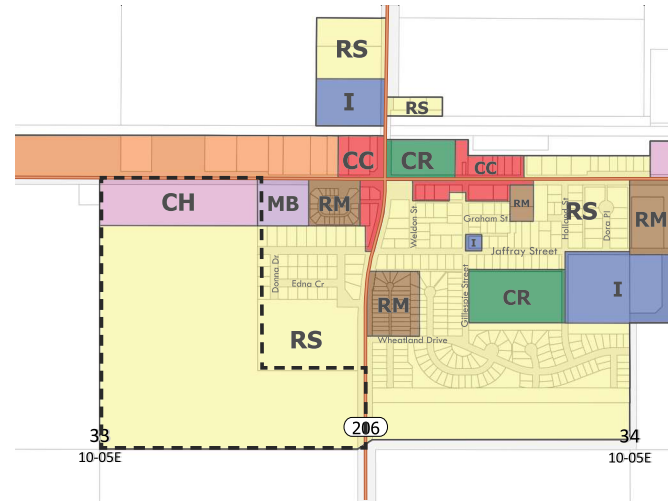 RS
I
RS
CC
CR
CC
CH
MB
RM
RM
RS
RM
Weldon St
Graham St
Holland St
Dora Pl
I
Jaffray Street
Donna Dr
Edna Cr
Gillespie Street
CR
I
RM
RS
Wheatland Drive
206
33
10-05E
34
10-05E